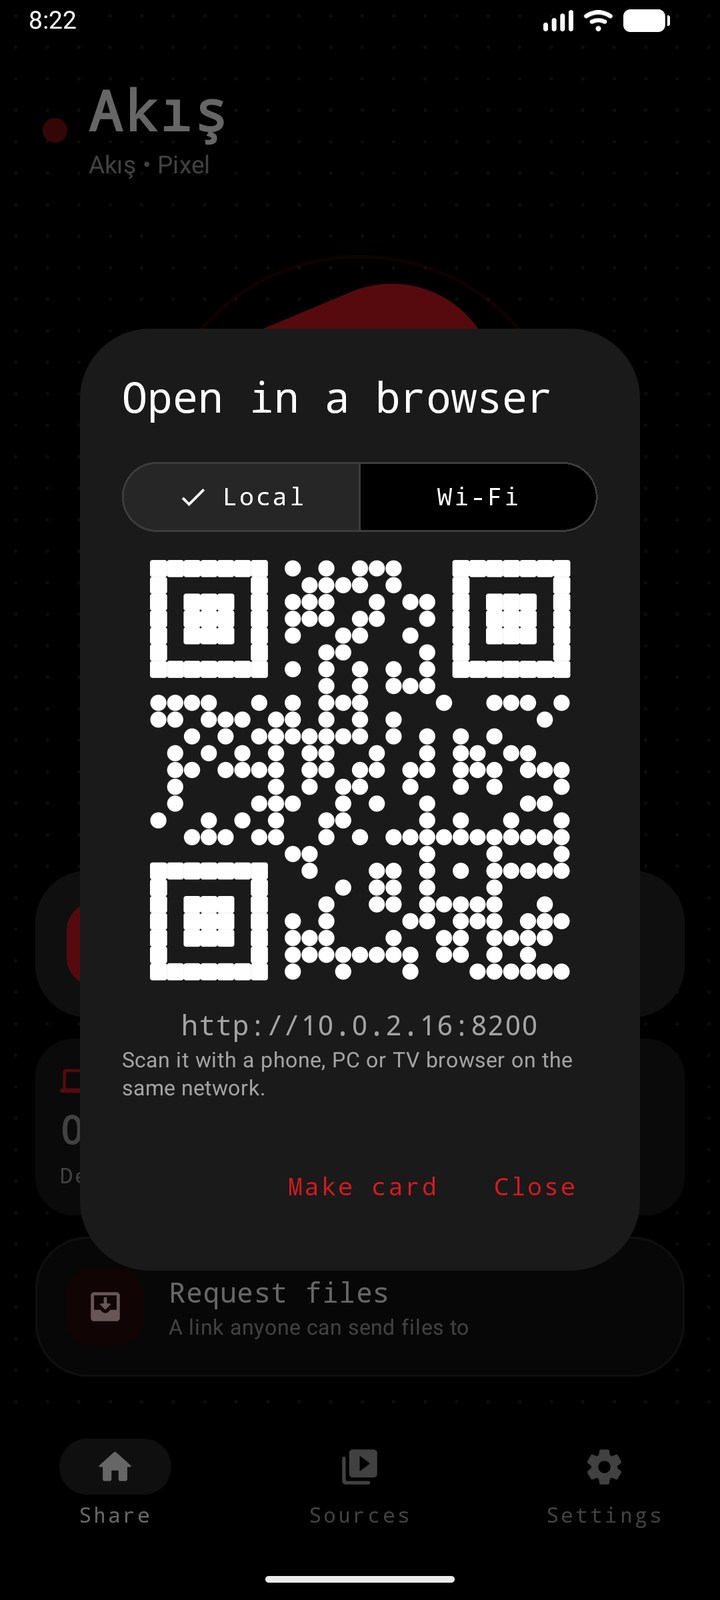 8:22
Akış
Akış • Pixel
Open in a browser
Local
Wi-Fi
http://10.0.2.16:8200
Scan it with a phone, PC or TV browser on the
same network.
Make card
Close
Request files
A link anyone can send files to
Share
Sources
Settings